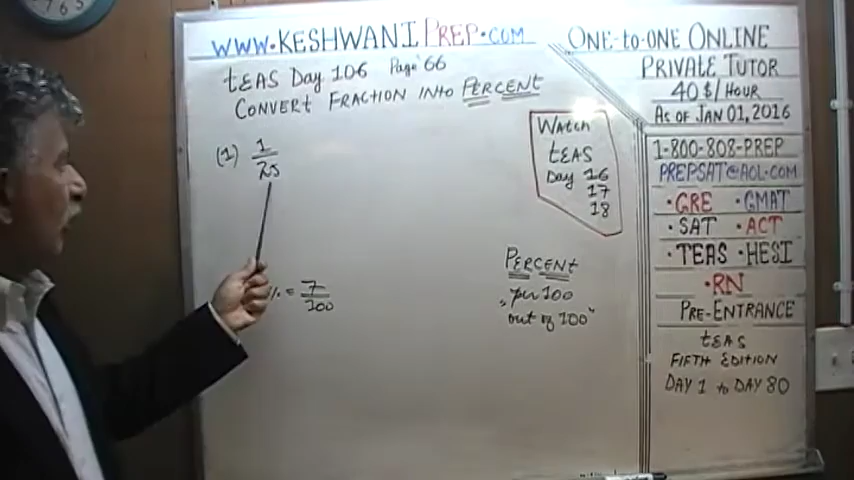 WWW.KESHWANIPREP.COM
tEAS Day 106 Page 66
CONVERT FRACTION INTO PERCENT
(1) 1
25
% = 7
100
WATCH
tEAS
Day 16
17
18
PERCENT
"per 100
out of 100"
ONE-to-ONE ONLINE
PRIVATE TUTOR
40 $/HOUR
AS OF JAN 01, 2016
1-800-808-PREP
PREPSAT@AOL.COM
•GRE •GMAT
•SAT •ACT
•TEAS •HESI
•RN
PRE-ENTRANCE
tEAS
FIFTH EDITION
DAY 1 to DAY 80